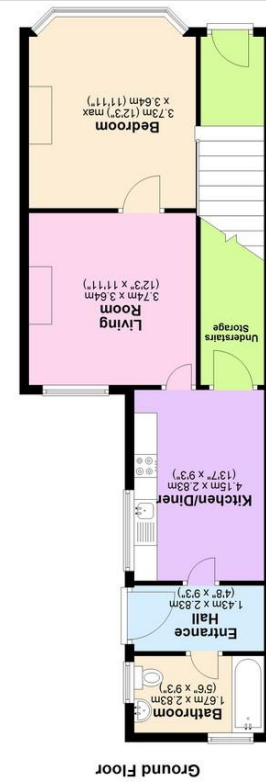 Ground Floor
Bathroom
1.67m x 2.83m
(5'6" x 9'3")
Entrance
Hall
1.43m x 2.83m
(4'8" x 9'3")
Kitchen/Diner
4.15m x 2.83m
(13'7" x 9'3")
Understairs
Storage
Living
Room
3.74m x 3.64m
(12'3" x 11'11")
Bedroom
3.73m (12'3") max
x 3.64m (11'11")